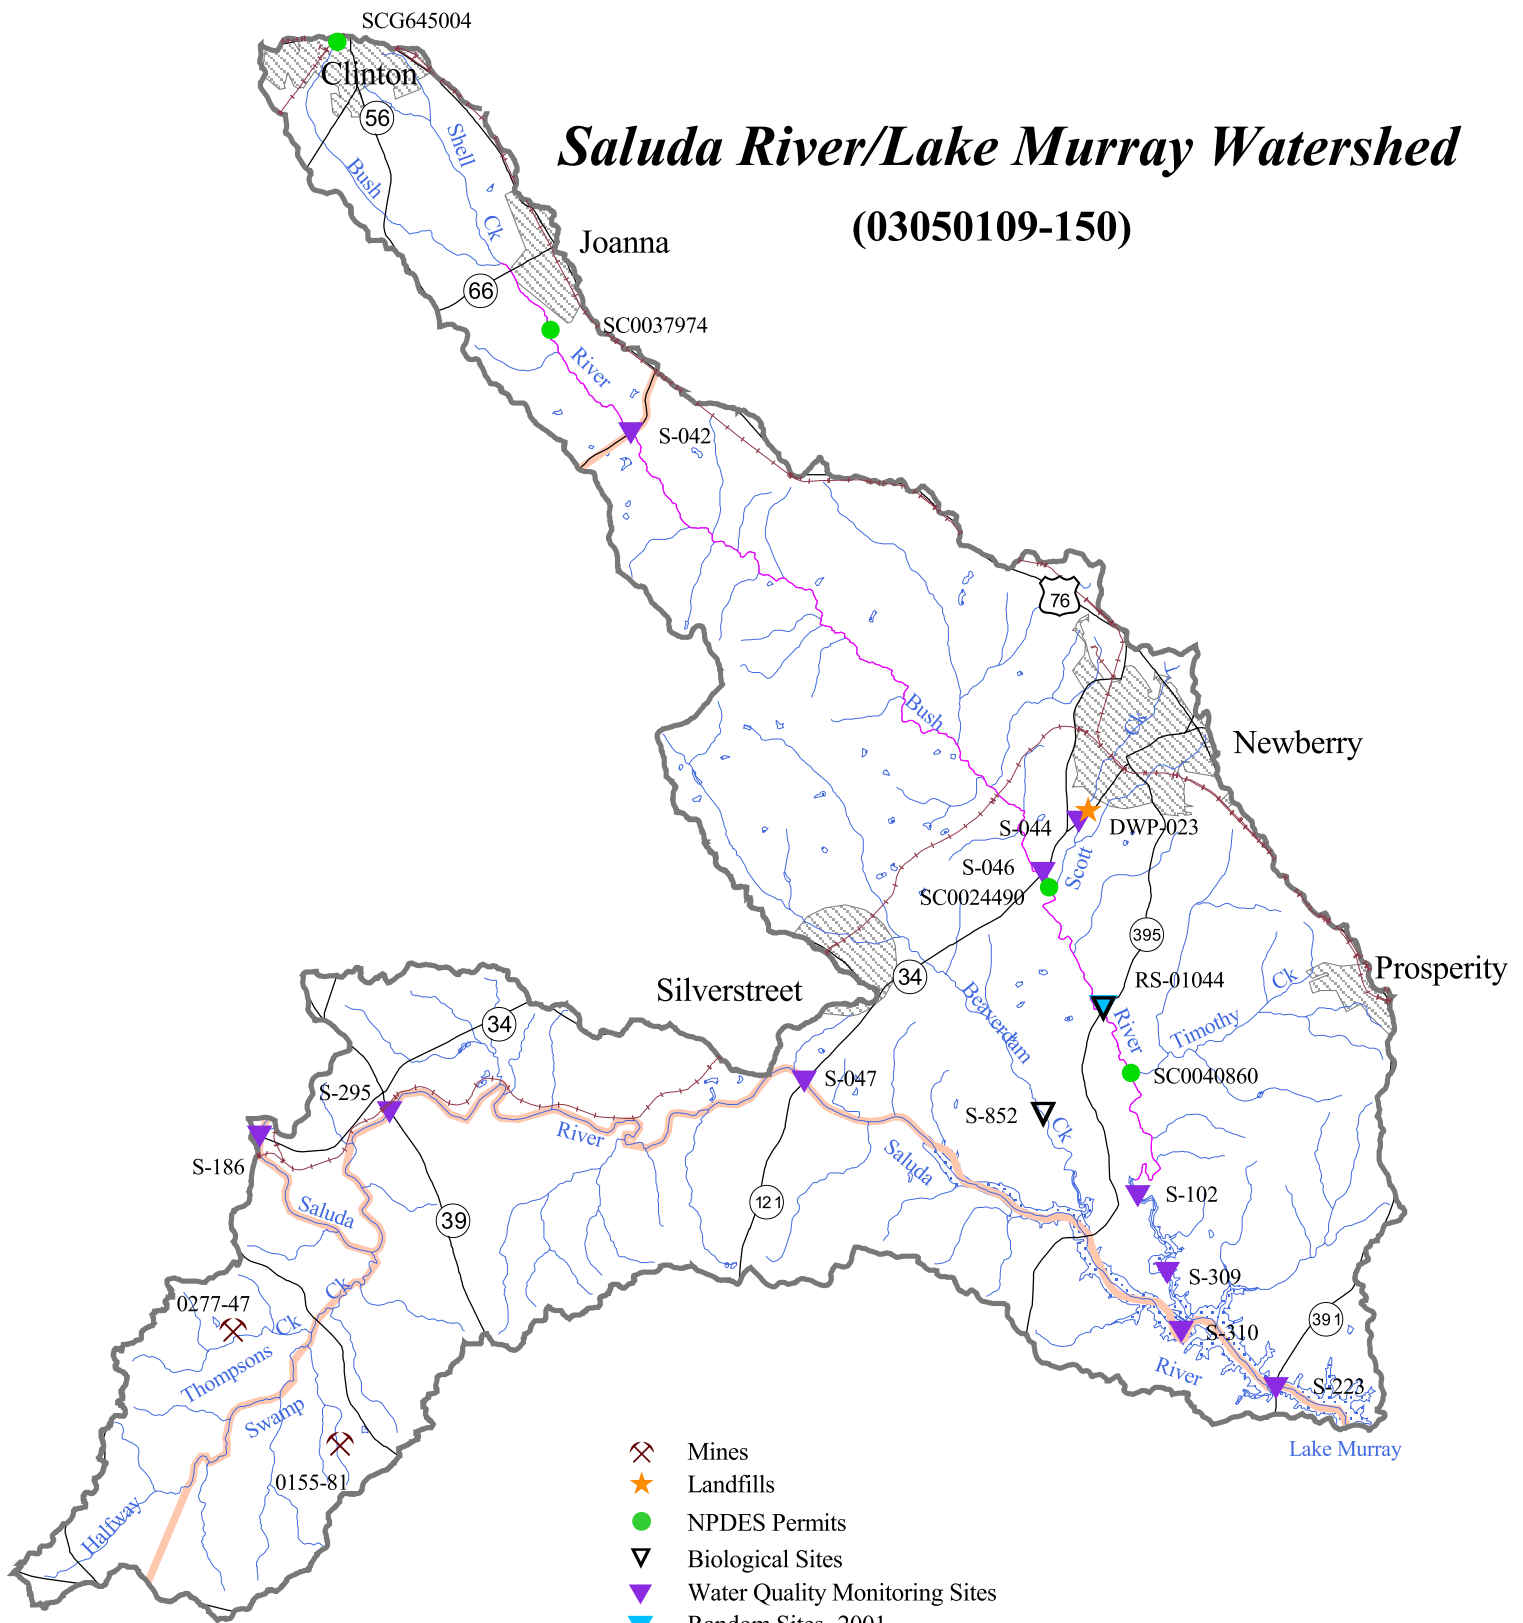 SCG645004
Clinton
56
Shell
Saluda River/Lake Murray Watershed
Bush
(03050109-150)
Ck
Joanna
66
SC0037974
River
S-042
76
Bush
Ck
Newberry
S-044
DWP-023
S-046
Scott
SC0024490
395
34
Silverstreet
Prosperity
RS-01044
Ck
Beaverdam
River
Timothy
34
S-295
S-047
SC0040860
S-852
Ck
River
S-186
Saluda
S-102
Saluda
39
121
S-309
Ck
0277-47
Ck
391
S-310
Thompsons
River
S-223
Swamp
Lake Murray
0155-81
Halfway
Mines
Landfills
NPDES Permits
Biological Sites
Water Quality Monitoring Sites
Random Sites, 2001